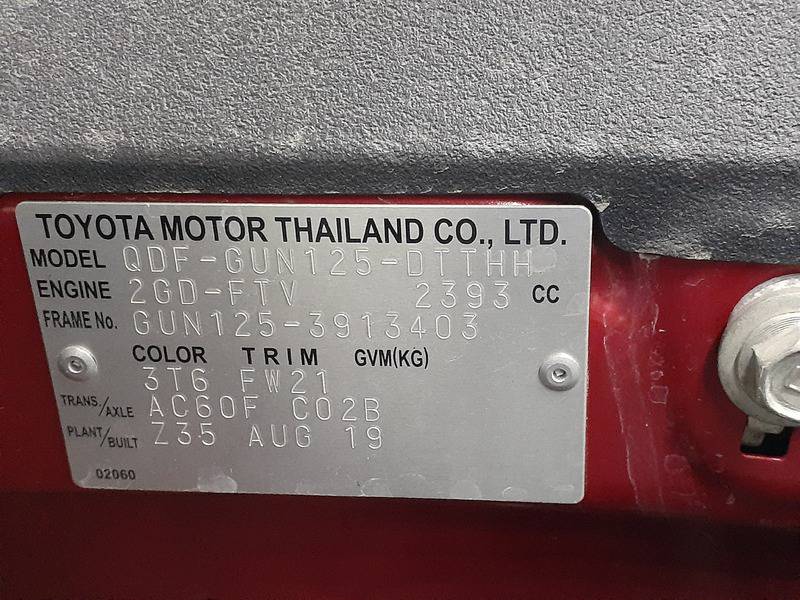 TOYOTA MOTOR THAILAND CO., LTD.
MODEL QDF-GUN125-DTTHH
ENGINE 2GD-FTV 2393 CC
FRAME No. GUN125-3913403
COLOR TRIM GVM(KG)
3T6 FW21
TRANS./AXLE AC60F C02B
PLANT/BUILT Z35 AUG 19
02060